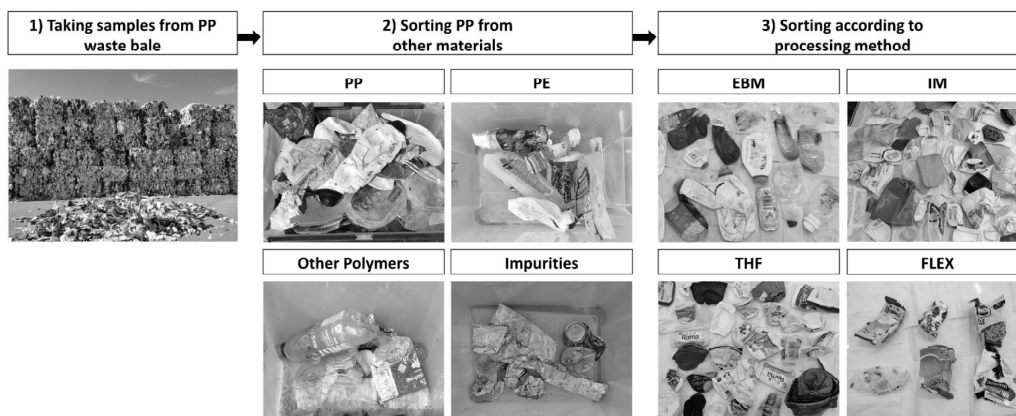 1) Taking samples from PP
waste bale
2) Sorting PP from
other materials
3) Sorting according to
processing method
PP
PE
EBM
IM
Other Polymers
Impurities
THF
FLEX
Rama